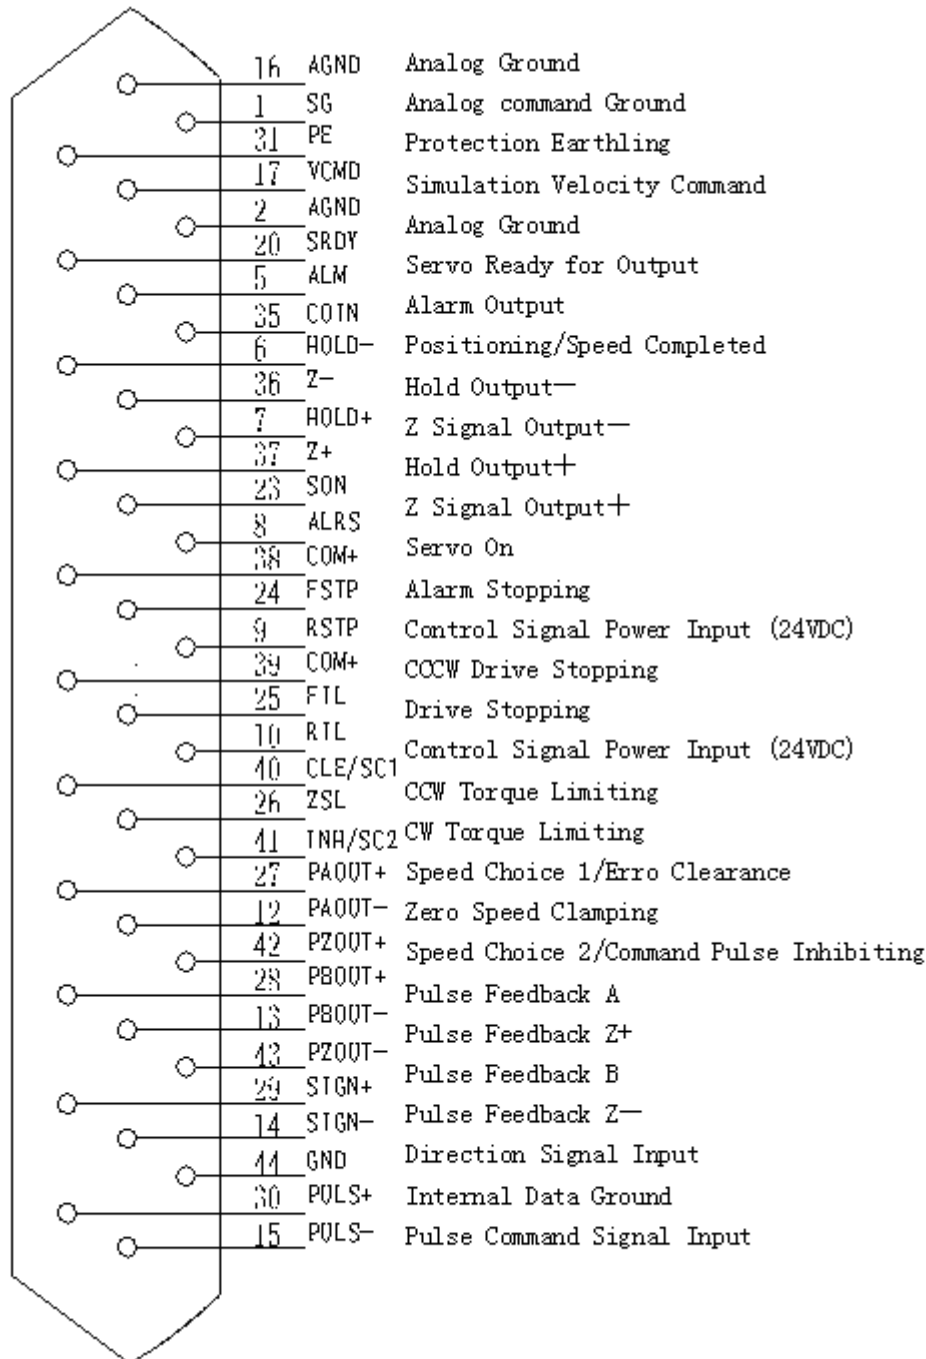 16 AGND Analog Ground
1 SG Analog command Ground
31 PE Protection Earthling
17 VCMD Simulation Velocity Command
2 AGND Analog Ground
20 SRDY Servo Ready for Output
5 ALM Alarm Output
35 COIN Positioning/Speed Completed
6 HOLD- Hold Output—
36 Z- Z Signal Output—
7 HOLD+ Hold Output+
37 Z+ Z Signal Output+
23 SON Servo On
8 ALRS Alarm Stopping
38 COM+ Control Signal Power Input (24VDC)
24 FSTP CCCW Drive Stopping
9 RSTP Drive Stopping
39 COM+ Control Signal Power Input (24VDC)
25 FIL CCW Torque Limiting
10 RIL CW Torque Limiting
40 CLE/SC1 Speed Choice 1/Erro Clearance
26 ZSL Zero Speed Clamping
41 INH/SC2 Speed Choice 2/Command Pulse Inhibiting
27 PAOUT+ Pulse Feedback A
12 PAOUT-
42 PZOUT+ Pulse Feedback Z+
28 PBOUT+ Pulse Feedback B
13 PBOUT-
43 PZOUT- Pulse Feedback Z—
29 SIGN+ Direction Signal Input
14 SIGN-
44 GND Internal Data Ground
30 PULS+ Pulse Command Signal Input
15 PULS-